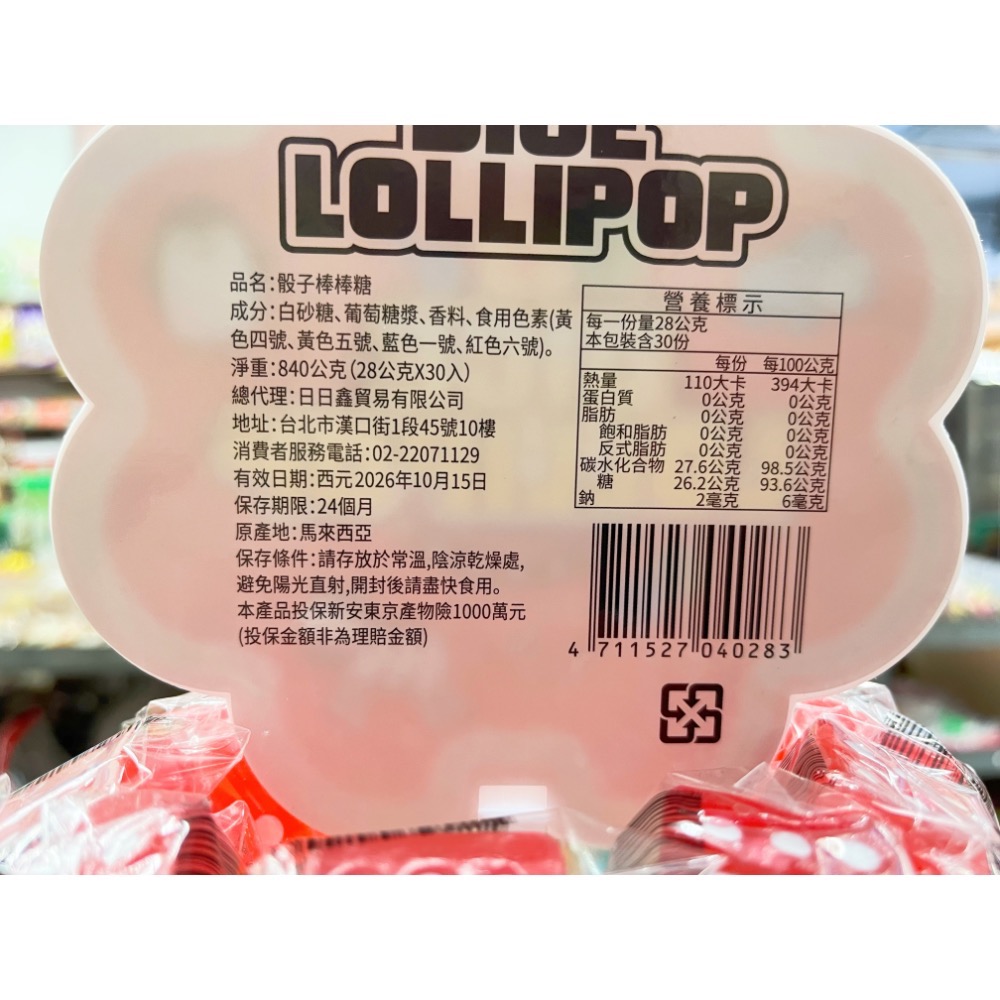 DICE
LOLLIPOP
品名:骰子棒棒糖
成分:白砂糖、葡萄糖漿、香料、食用色素(黃
色四號、黃色五號、藍色一號、紅色六號)。
淨重:840公克(28公克X30入)
總代理:日日鑫貿易有限公司
地址:台北市漢口街1段45號10樓
消費者服務電話:02-22071129
有效日期:西元2026年10月15日
保存期限:24個月
原產地:馬來西亞
保存條件:請存放於常溫,陰涼乾燥處,
避免陽光直射,開封後請盡快食用。
本產品投保新安東京產物險1000萬元
(投保金額非為理賠金額)
營養標示
每一份量28公克
本包裝含30份
每份 每100公克
熱量 110大卡 394大卡
蛋白質 0公克 0公克
脂肪 0公克 0公克
飽和脂肪 0公克 0公克
反式脂肪 0公克 0公克
碳水化合物 27.6公克 98.5公克
糖 26.2公克 93.6公克
鈉 2毫克 6毫克
4 711527 040283